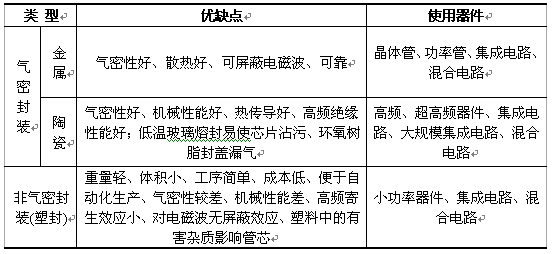 类 型 优缺点 使用器件
气密封装
金属
气密性好、散热好、可屏蔽电磁波、可靠
晶体管、功率管、集成电路、
混合电路
陶瓷
气密性好、机械性能好、热传导好、高频绝缘
性能好；低温玻璃熔封易使芯片沾污、环氧树
脂封盖漏气
高频、超高频器件、集成电
路、大规模集成电路、混合
电路
非气密封
装(塑封)
重量轻、体积小、工序简单、成本低、便于自
动化生产、气密性较差、机械性能差、高频寄
生效应小、对电磁波无屏蔽效应、塑料中的有
害杂质影响管芯
小功率器件、集成电路、混
合电路